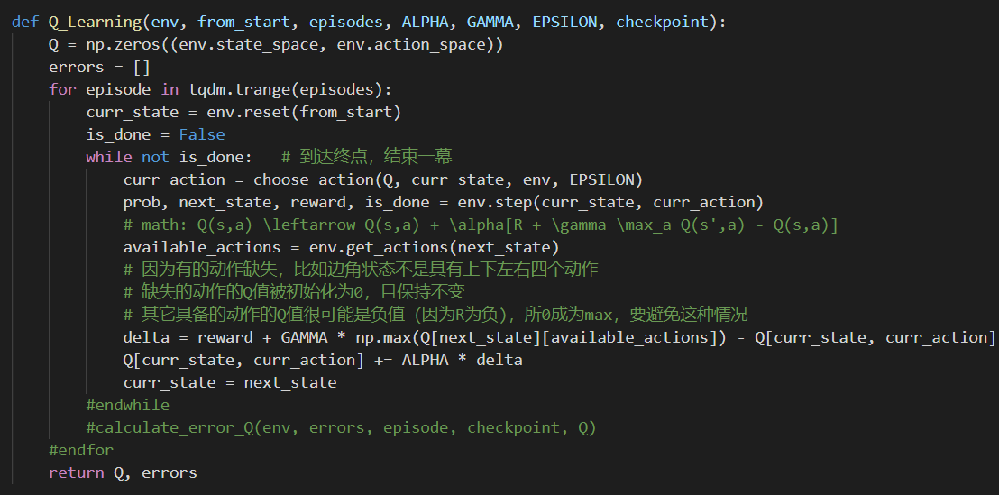 def Q_Learning(env, from_start, episodes, ALPHA, GAMMA, EPSILON, checkpoint):
    Q = np.zeros((env.state_space, env.action_space))
    errors = []
    for episode in tqdm.trange(episodes):
        curr_state = env.reset(from_start)
        is_done = False
        while not is_done:   # 到达终点，结束一幕
            curr_action = choose_action(Q, curr_state, env, EPSILON)
            prob, next_state, reward, is_done = env.step(curr_state, curr_action)
            # math: Q(s,a) \leftarrow Q(s,a) + \alpha[R + \gamma \max_a Q(s',a) - Q(s,a)]
            available_actions = env.get_actions(next_state)
            # 因为有的动作缺失，比如边角状态不是具有上下左右四个动作
            # 缺失的动作的Q值被初始化为0，且保持不变
            # 其它具备的动作的Q值很可能是负值（因为R为负），所0成为max，要避免这种情况
            delta = reward + GAMMA * np.max(Q[next_state][available_actions]) - Q[curr_state, curr_action]
            Q[curr_state, curr_action] += ALPHA * delta
            curr_state = next_state
        #endwhile
        #calculate_error_Q(env, errors, episode, checkpoint, Q)
    #endfor
    return Q, errors